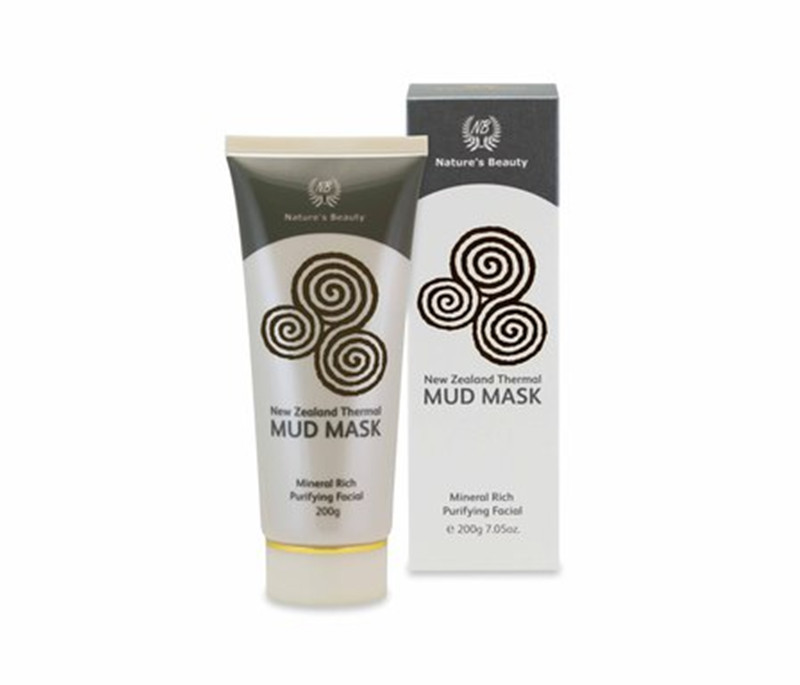 NB
Nature's Beauty
New Zealand Thermal
MUD MASK
Mineral Rich
Purifying Facial
200g
NB
Nature's Beauty
New Zealand Thermal
MUD MASK
Mineral Rich
Purifying Facial
℮ 200g 7.05oz.